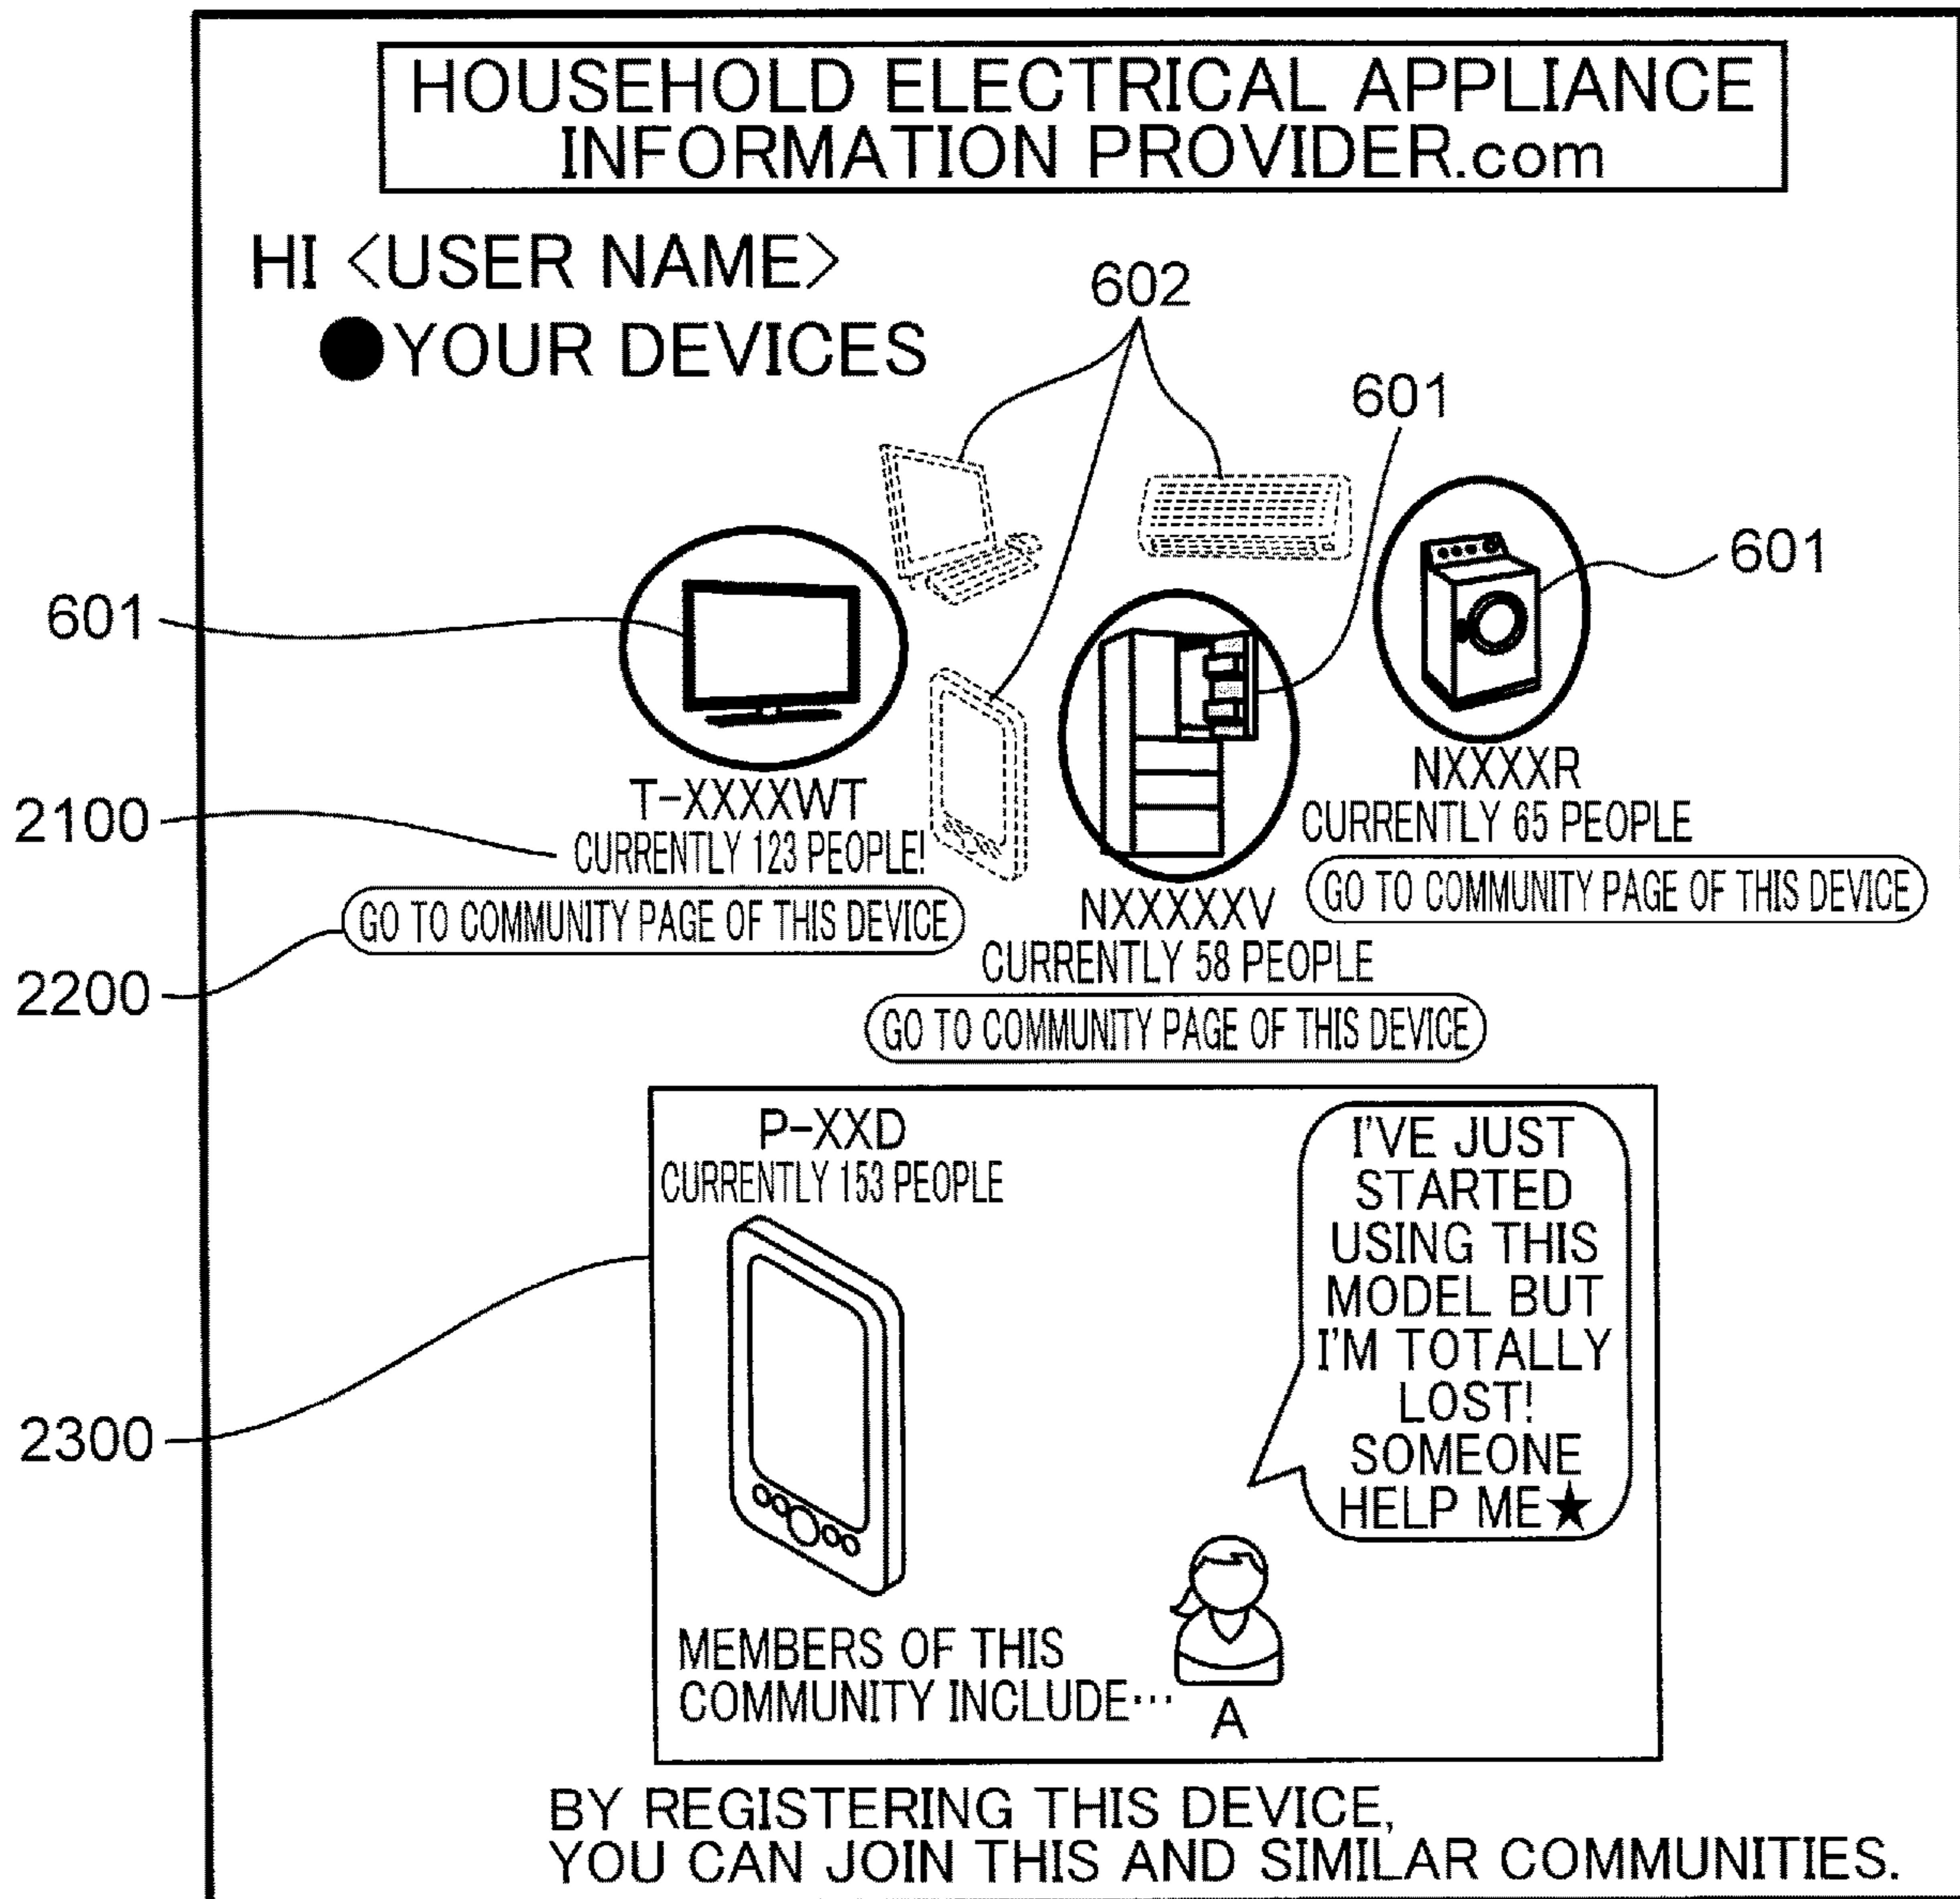 HOUSEHOLD ELECTRICAL APPLIANCE
INFORMATION PROVIDER.com
HI <USER NAME>
●YOUR DEVICES
602
601
601
601
T-XXXXWT
CURRENTLY 123 PEOPLE!
GO TO COMMUNITY PAGE OF THIS DEVICE
2100
2200
NXXXXR
CURRENTLY 65 PEOPLE
GO TO COMMUNITY PAGE OF THIS DEVICE
NXXXXXV
CURRENTLY 58 PEOPLE
GO TO COMMUNITY PAGE OF THIS DEVICE
P-XXD
CURRENTLY 153 PEOPLE
I'VE JUST
STARTED
USING THIS
MODEL BUT
I'M TOTALLY
LOST!
SOMEONE
HELP ME★
2300
MEMBERS OF THIS
COMMUNITY INCLUDE…
A
BY REGISTERING THIS DEVICE,
YOU CAN JOIN THIS AND SIMILAR COMMUNITIES.